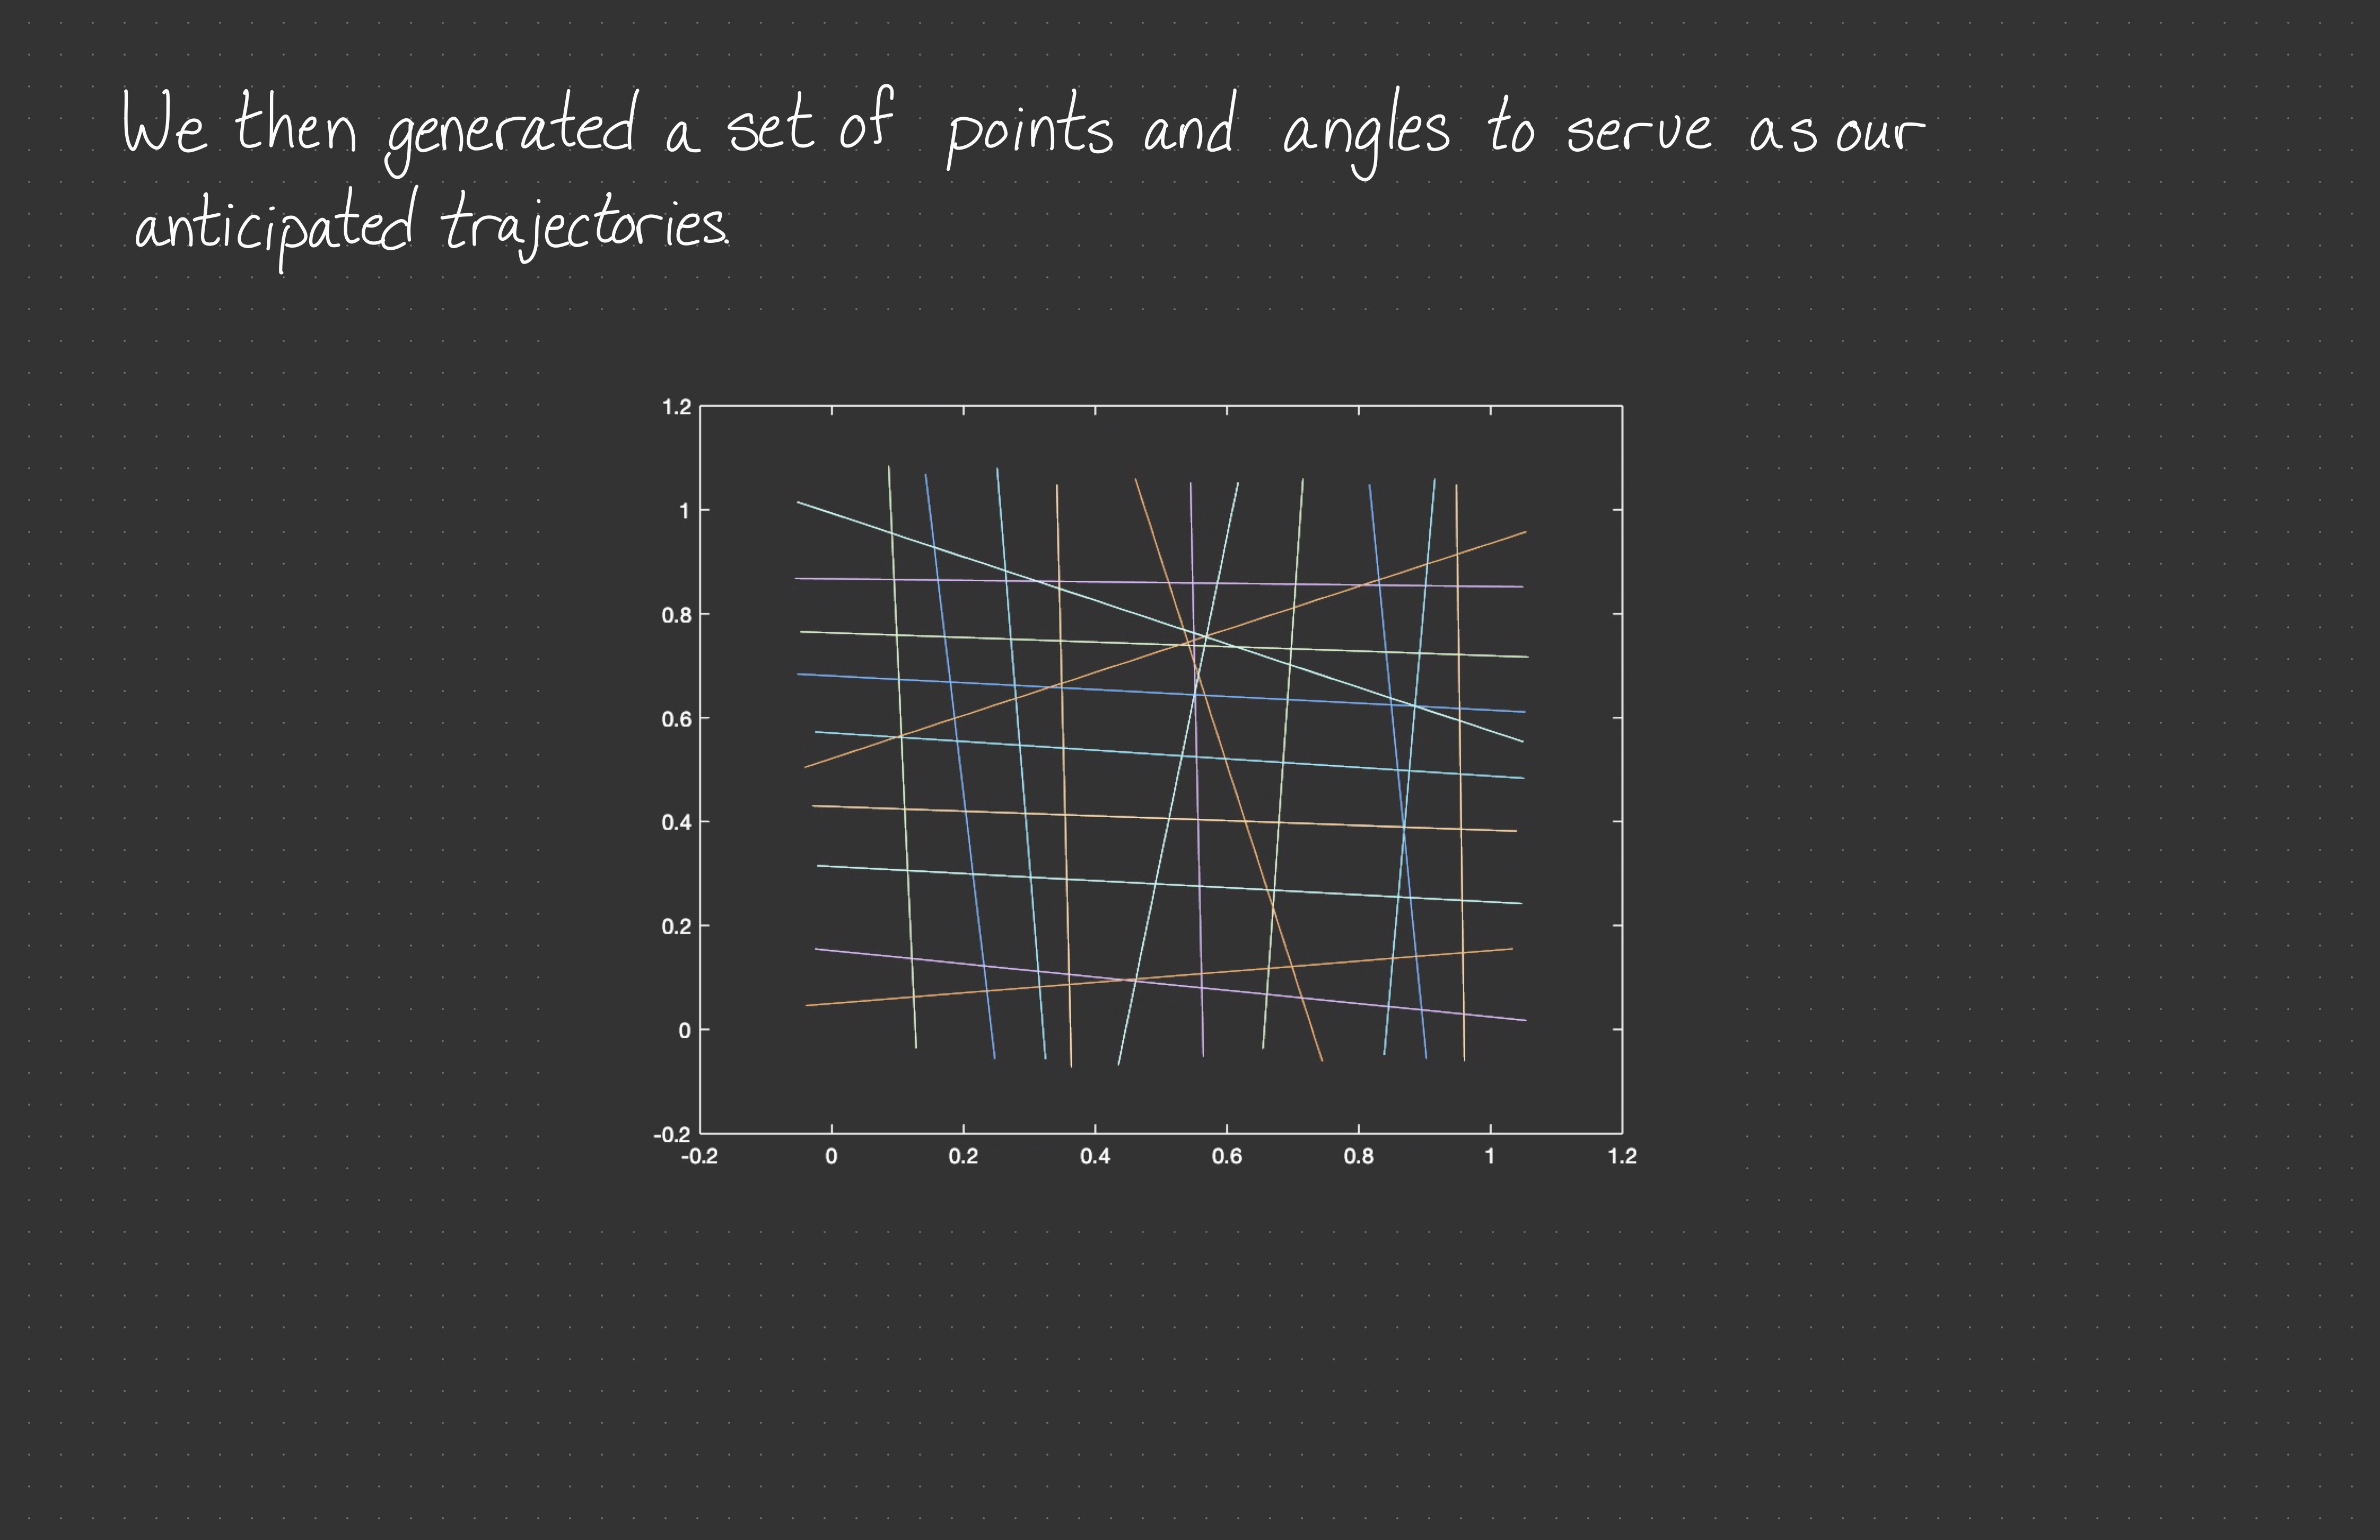 We then generated a set of points and angles to serve as our
anticipated trajectories.
1.2
1
0.8
0.6
0.4
0.2
0
-0.2
-0.2 0 0.2 0.4 0.6 0.8 1 1.2